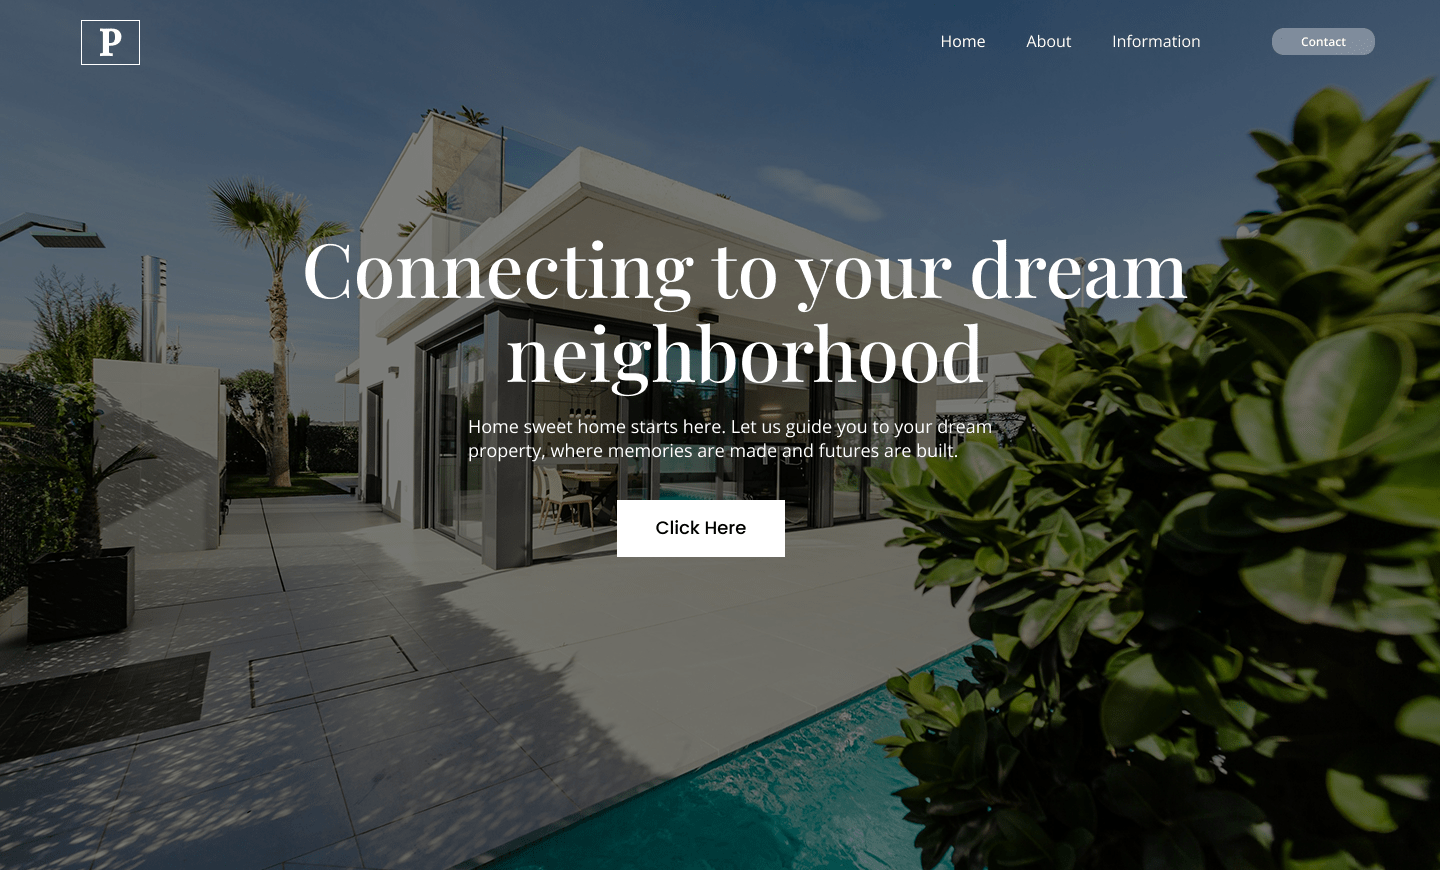 P
Home About Information Contact
Connecting to your dream
neighborhood
Home sweet home starts here. Let us guide you to your dream
property, where memories are made and futures are built.
Click Here